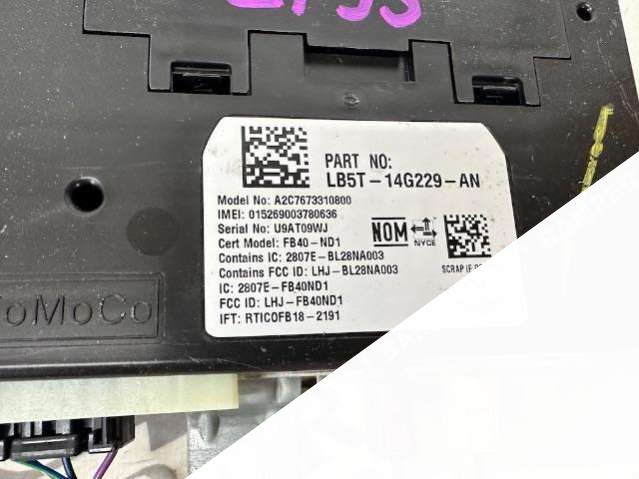 PART NO:
LB5T-14G229-AN
Model No: A2C7673310800
IMEI: 015269003780636
Serial No: U9AT09WJ
Cert Model: FB40-ND1
Contains IC: 2807E-BL28NA003
Contains FCC ID: LHJ-BL28NA003
IC: 2807E-FB40ND1
FCC ID: LHJ-FB40ND1
IFT: RTICOFB18-2191
NOM
NYCE
SCRAP IF
FoMoCo